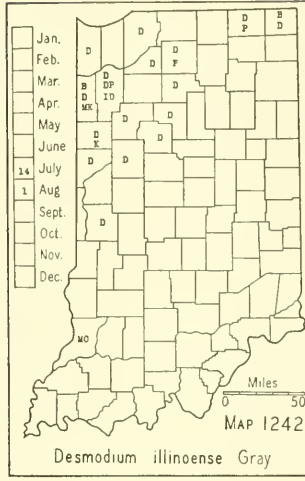 Jan.
Feb.
Mar.
Apr.
May
June
14 July
1 Aug
Sept.
Oct.
Nov.
Dec.
D
P
B
D
D
D
D
D
F
D
D
B
D
MK
D
DP
ID
D
D
D
K
D
D
D
D
MO
Miles
0 50
MAP 1242
Desmodium illinoense Gray